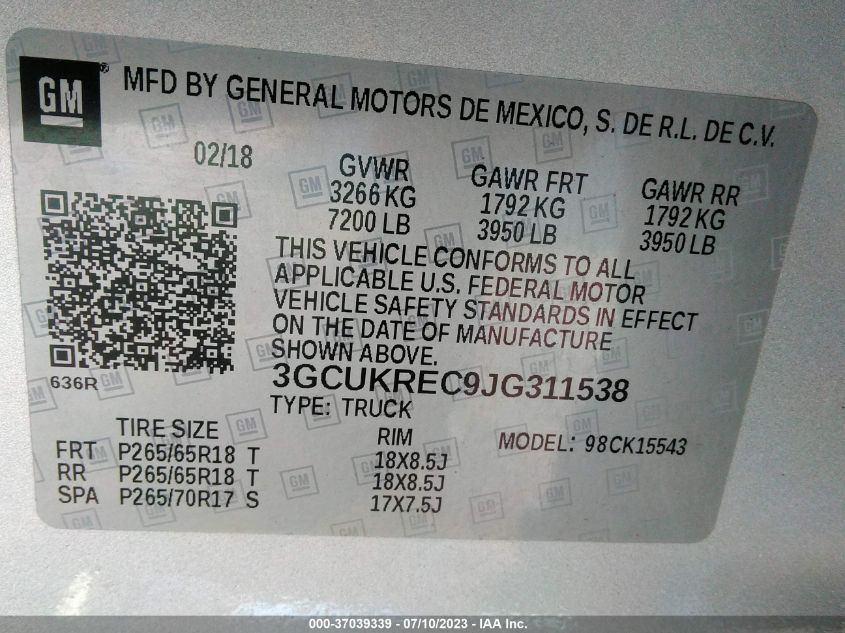 GM ®
MFD BY GENERAL MOTORS DE MEXICO, S. DE R.L. DE C.V.
02/18
GVWR
3266 KG
7200 LB
GAWR FRT
1792 KG
3950 LB
GAWR RR
1792 KG
3950 LB
THIS VEHICLE CONFORMS TO ALL
APPLICABLE U.S. FEDERAL MOTOR
VEHICLE SAFETY STANDARDS IN EFFECT
ON THE DATE OF MANUFACTURE
SHOWN ABOVE.
636R
3GCUKREC9JG311538
TYPE: TRUCK
TIRE SIZE
RIM
MODEL: 98CK15543
FRT P265/65R18 T 18X8.5J
RR P265/65R18 T 18X8.5J
SPA P265/70R17 S 17X7.5J
000-37039339 - 07/10/2023 - IAA Inc.